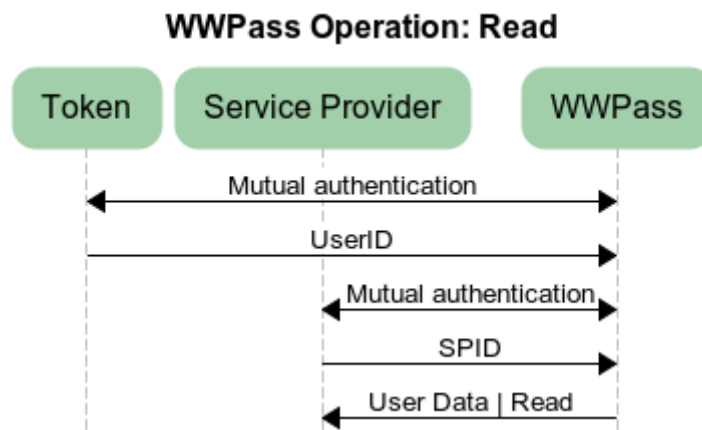 WWPass Operation: Read
Token
Service Provider
WWPass
Mutual authentication
UserID
Mutual authentication
SPID
User Data | Read